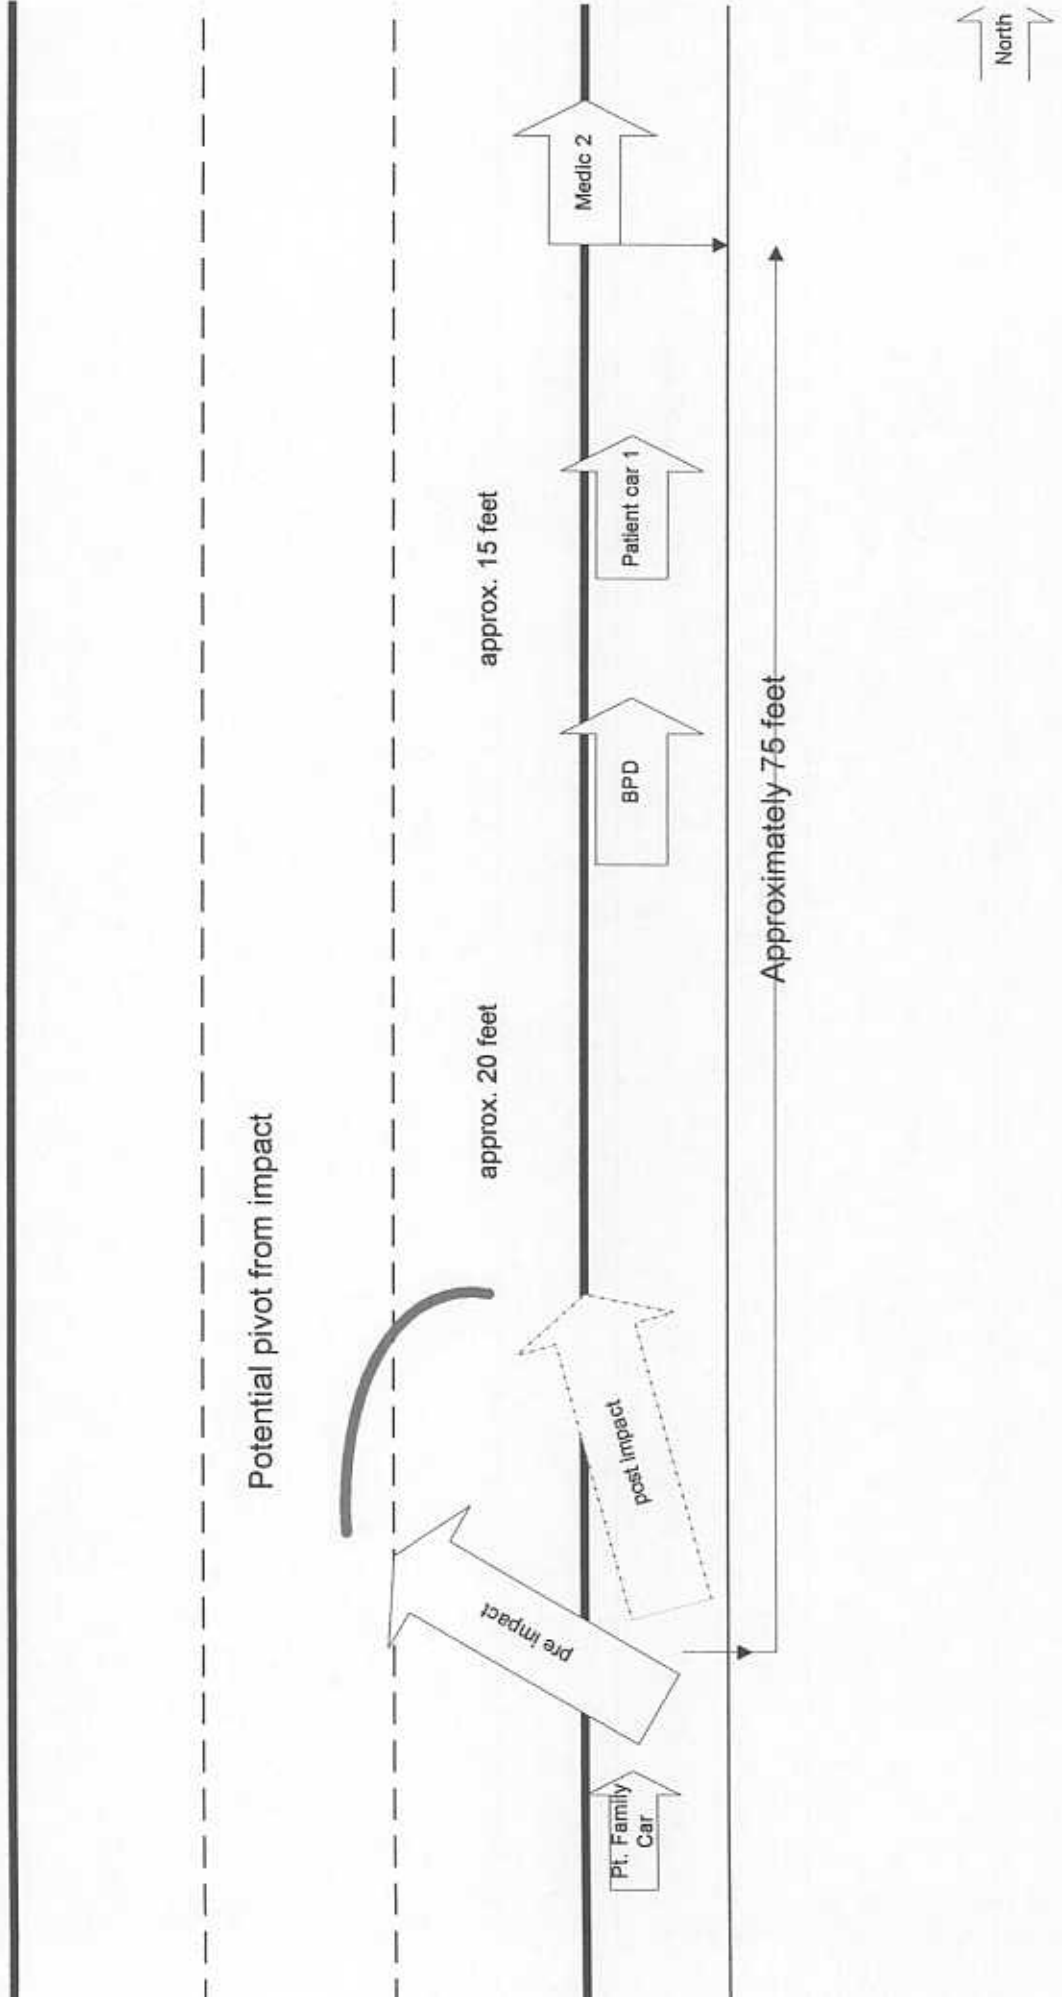 North
Medic 2
Patient car 1
approx. 15 feet
BPD
Approximately 75 feet
approx. 20 feet
Potential pivot from impact
post impact
pre impact
Pt. Family
Car